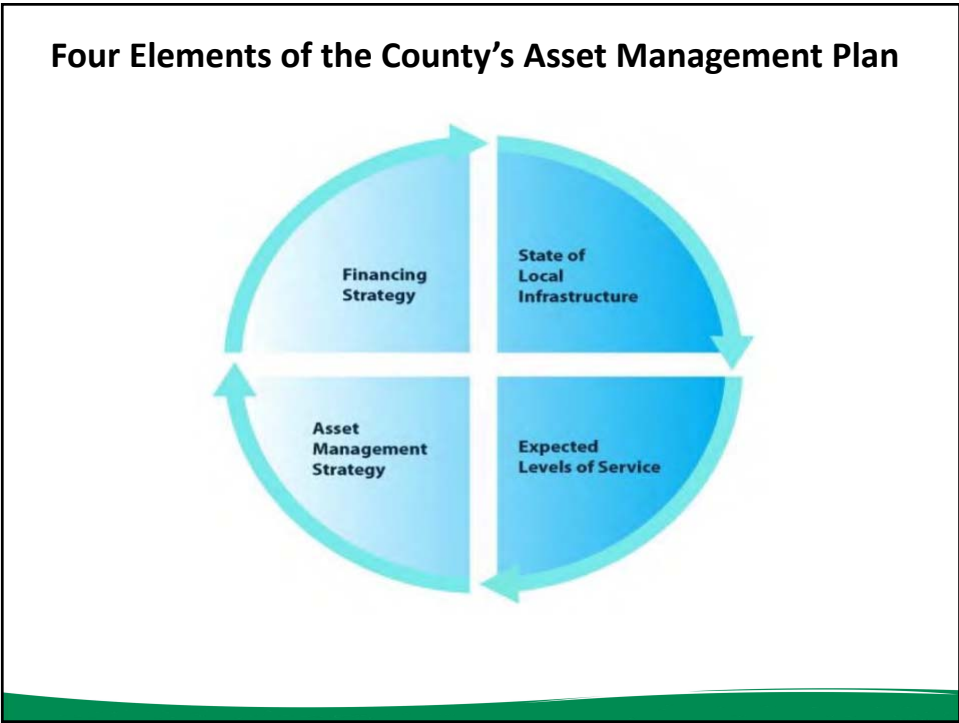 Four Elements of the County’s Asset Management Plan
Financing
Strategy
State of
Local
Infrastructure
Asset
Management
Strategy
Expected
Levels of Service